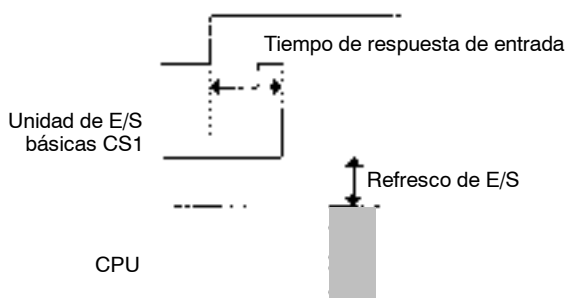 Tiempo de respuesta de entrada
Unidad de E/S
básicas CS1
Refresco de E/S
CPU